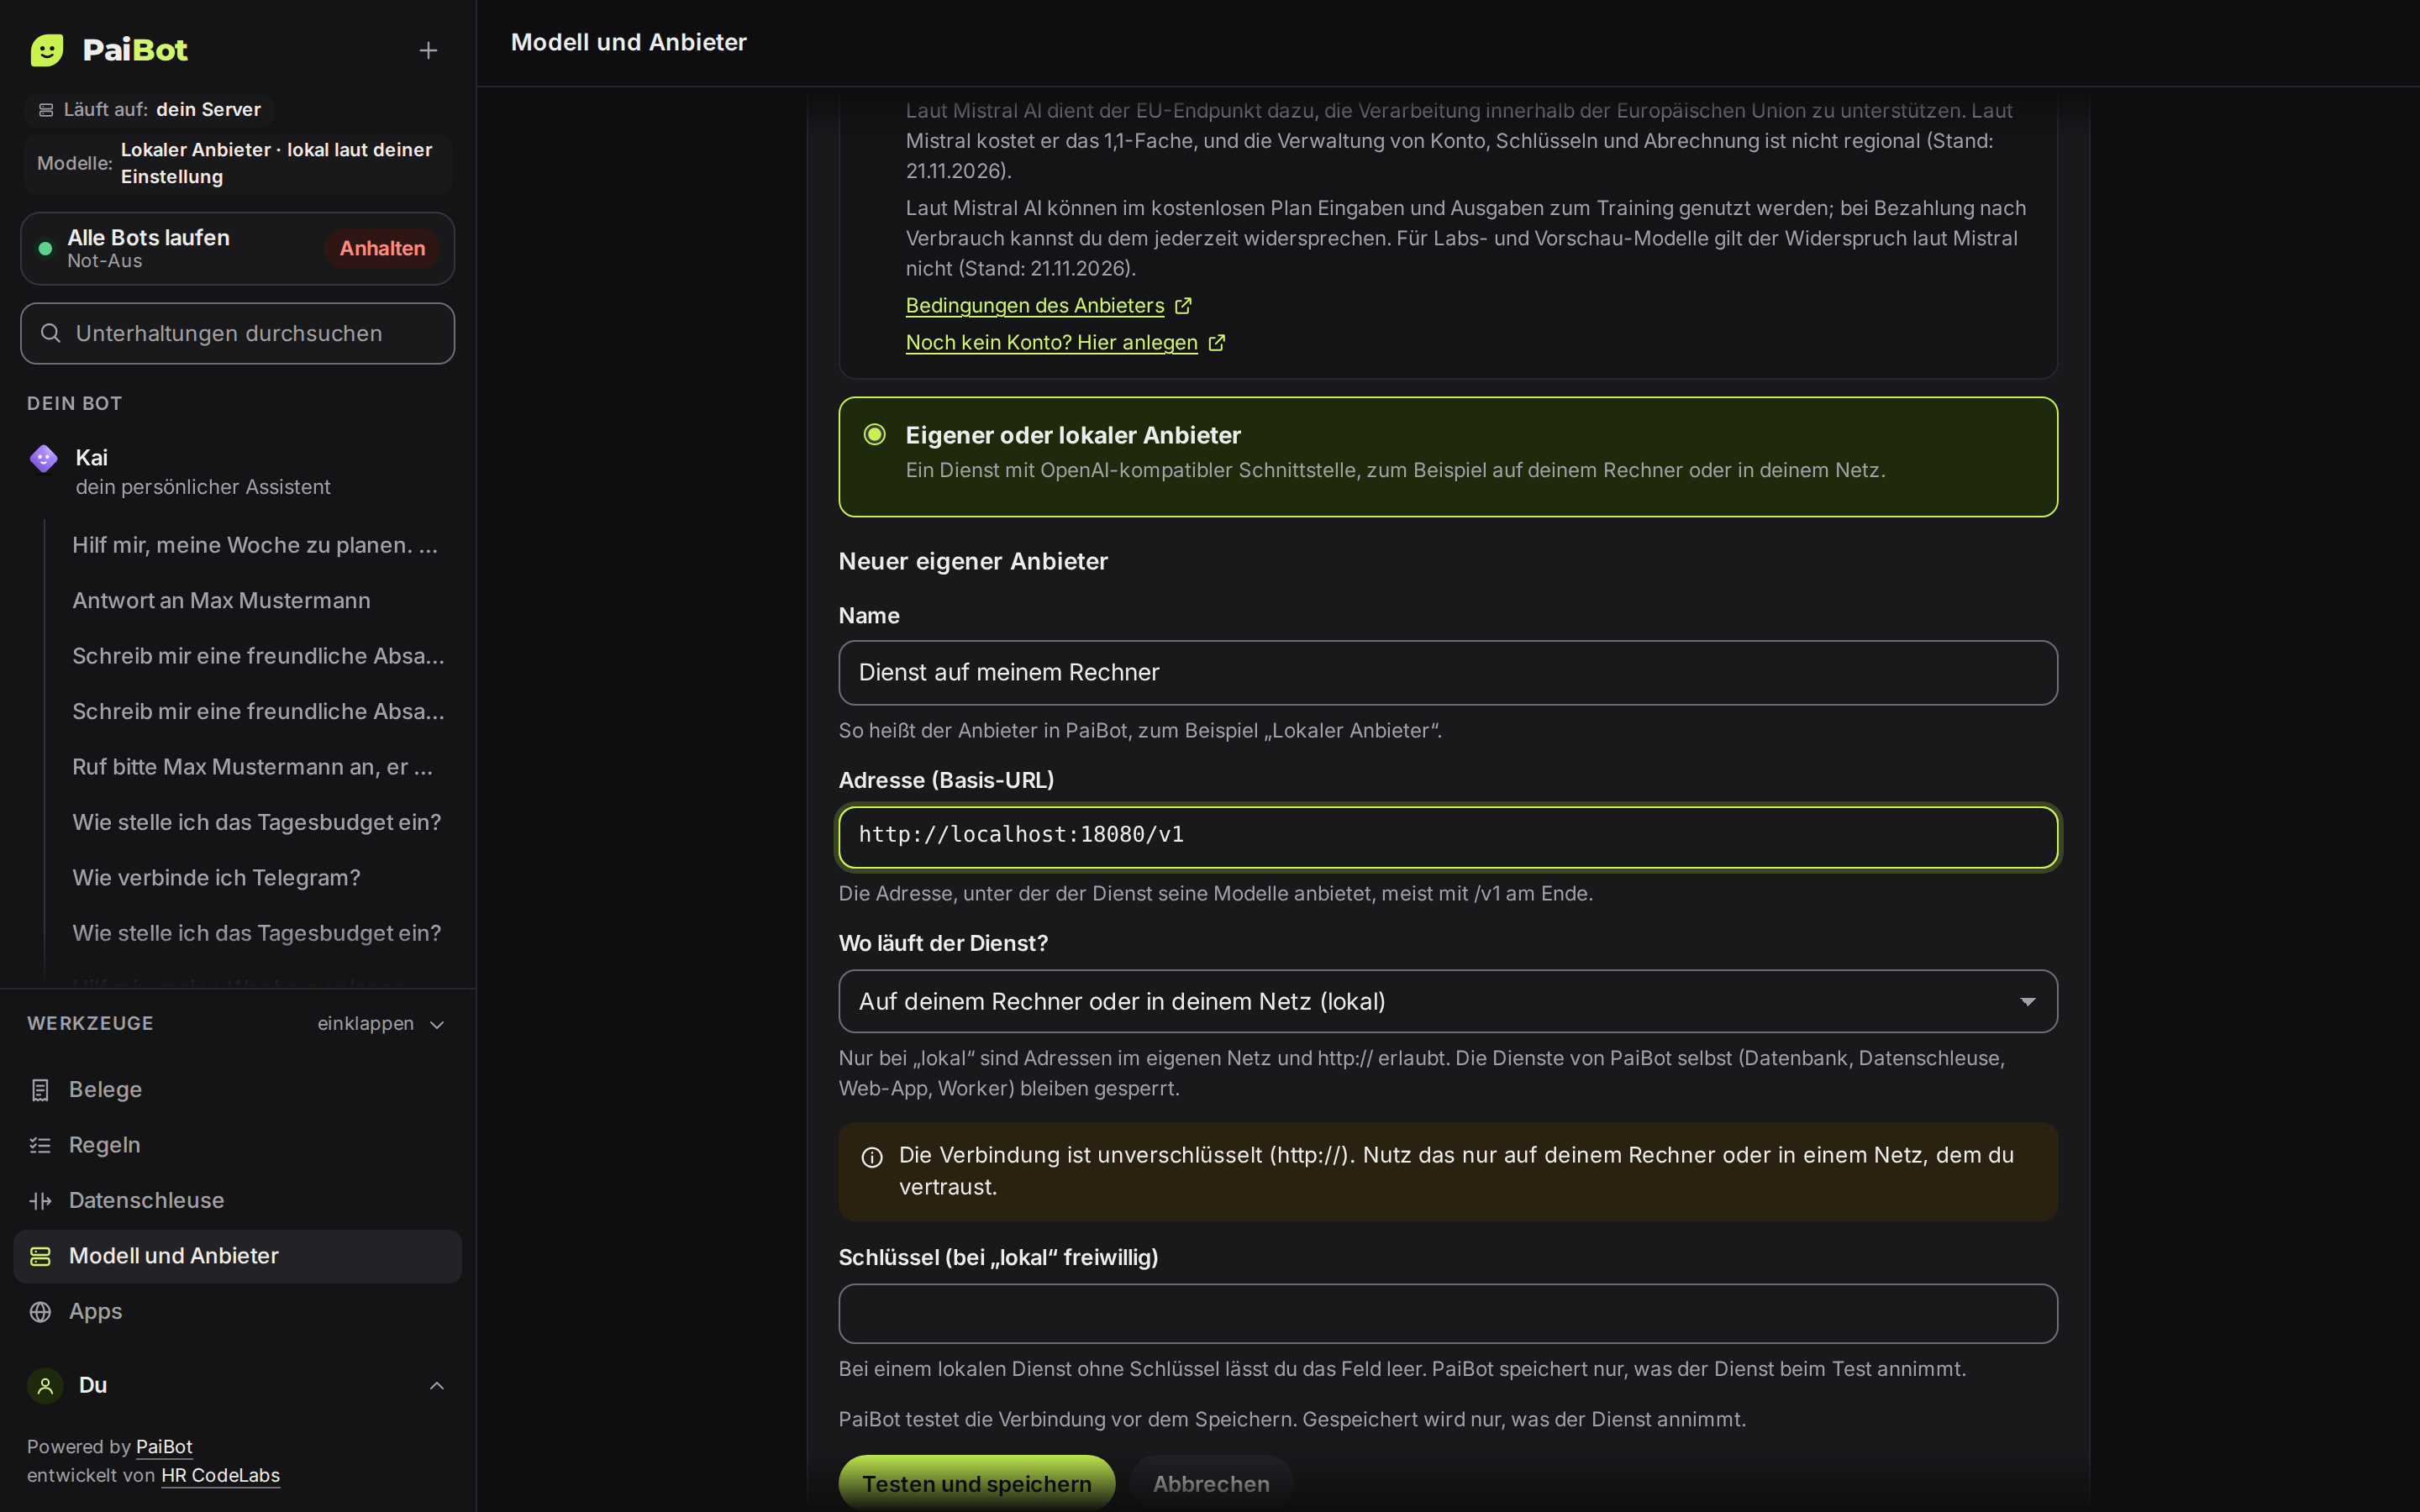 PaiBot
Läuft auf: dein Server
Modelle: Lokaler Anbieter · lokal laut deiner
Einstellung
Alle Bots laufen
Not-Aus
Anhalten
Unterhaltungen durchsuchen
DEIN BOT
Kai
dein persönlicher Assistent
Hilf mir, meine Woche zu planen. ...
Antwort an Max Mustermann
Schreib mir eine freundliche Absa...
Schreib mir eine freundliche Absa...
Ruf bitte Max Mustermann an, er ...
Wie stelle ich das Tagesbudget ein?
Wie verbinde ich Telegram?
Wie stelle ich das Tagesbudget ein?
WERKZEUGE
einklappen
Belege
Regeln
Datenschleuse
Modell und Anbieter
Apps
Du
Powered by PaiBot
entwickelt von HR CodeLabs
Modell und Anbieter
Laut Mistral AI dient der EU-Endpunkt dazu, die Verarbeitung innerhalb der Europäischen Union zu unterstützen. Laut
Mistral kostet er das 1,1-Fache, und die Verwaltung von Konto, Schlüsseln und Abrechnung ist nicht regional (Stand:
21.11.2026).
Laut Mistral AI können im kostenlosen Plan Eingaben und Ausgaben zum Training genutzt werden; bei Bezahlung nach
Verbrauch kannst du dem jederzeit widersprechen. Für Labs- und Vorschau-Modelle gilt der Widerspruch laut Mistral
nicht (Stand: 21.11.2026).
Bedingungen des Anbieters
Noch kein Konto? Hier anlegen
Eigener oder lokaler Anbieter
Ein Dienst mit OpenAI-kompatibler Schnittstelle, zum Beispiel auf deinem Rechner oder in deinem Netz.
Neuer eigener Anbieter
Name
Dienst auf meinem Rechner
So heißt der Anbieter in PaiBot, zum Beispiel „Lokaler Anbieter“.
Adresse (Basis-URL)
http://localhost:18080/v1
Die Adresse, unter der der Dienst seine Modelle anbietet, meist mit /v1 am Ende.
Wo läuft der Dienst?
Auf deinem Rechner oder in deinem Netz (lokal)
Nur bei „lokal“ sind Adressen im eigenen Netz und http:// erlaubt. Die Dienste von PaiBot selbst (Datenbank, Datenschleuse,
Web-App, Worker) bleiben gesperrt.
Die Verbindung ist unverschlüsselt (http://). Nutz das nur auf deinem Rechner oder in einem Netz, dem du
vertraust.
Schlüssel (bei „lokal“ freiwillig)
Bei einem lokalen Dienst ohne Schlüssel lässt du das Feld leer. PaiBot speichert nur, was der Dienst beim Test annimmt.
PaiBot testet die Verbindung vor dem Speichern. Gespeichert wird nur, was der Dienst annimmt.
Testen und speichern
Abbrechen